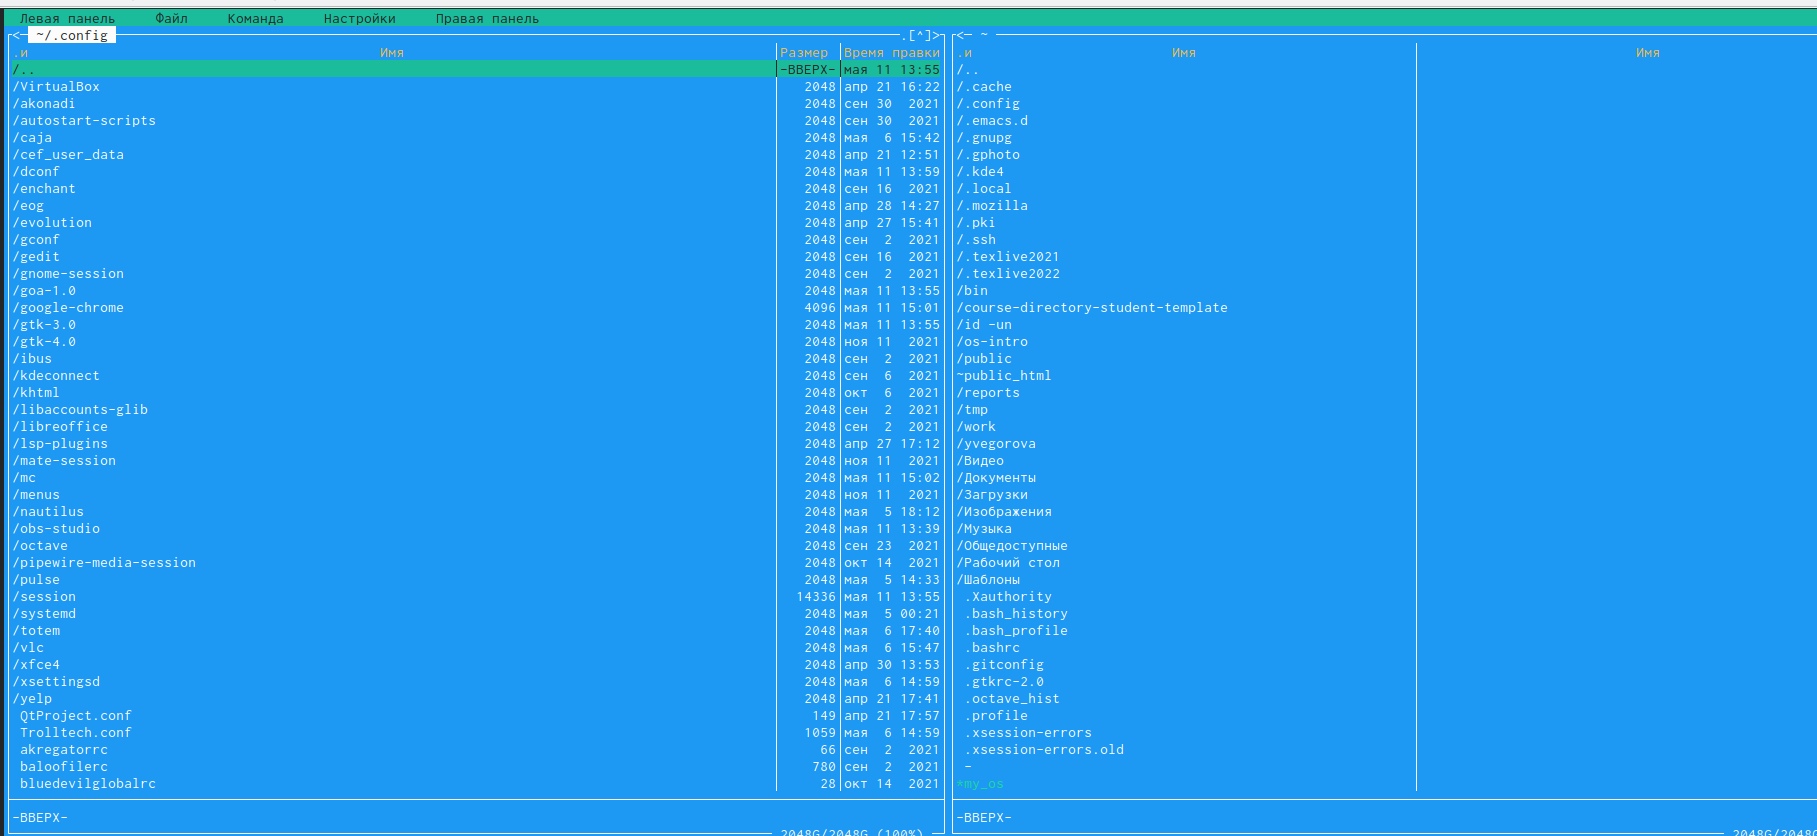 Левая панель Файл Команда Настройки Правая панель
<─ ~/.config .[^]>
.и Имя Размер Время правки
/.. -ВВЕРХ- мая 11 13:55
/VirtualBox 2048 апр 21 16:22
/akonadi 2048 сен 30 2021
/autostart-scripts 2048 сен 30 2021
/caja 2048 мая 6 15:42
/cef_user_data 2048 апр 21 12:51
/dconf 2048 мая 11 13:59
/enchant 2048 сен 16 2021
/eog 2048 апр 28 14:27
/evolution 2048 апр 27 15:41
/gconf 2048 сен 2 2021
/gedit 2048 сен 16 2021
/gnome-session 2048 сен 2 2021
/goa-1.0 2048 мая 11 13:55
/google-chrome 4096 мая 11 15:01
/gtk-3.0 2048 мая 11 13:55
/gtk-4.0 2048 ноя 11 2021
/ibus 2048 сен 2 2021
/kdeconnect 2048 сен 6 2021
/khtml 2048 окт 6 2021
/libaccounts-glib 2048 сен 2 2021
/libreoffice 2048 сен 2 2021
/lsp-plugins 2048 апр 27 17:12
/mate-session 2048 ноя 11 2021
/mc 2048 мая 11 15:02
/menus 2048 ноя 11 2021
/nautilus 2048 мая 5 18:12
/obs-studio 2048 мая 11 13:39
/octave 2048 сен 23 2021
/pipewire-media-session 2048 окт 14 2021
/pulse 2048 мая 5 14:33
/session 14336 мая 11 13:55
/systemd 2048 мая 5 00:21
/totem 2048 мая 6 17:40
/vlc 2048 мая 6 15:47
/xfce4 2048 апр 30 13:53
/xsettingsd 2048 мая 6 14:59
/yelp 2048 апр 21 17:41
QtProject.conf 149 апр 21 17:57
Trolltech.conf 1059 мая 6 14:59
akregatorrc 66 сен 2 2021
baloofilerc 780 сен 2 2021
bluedevilglobalrc 28 окт 14 2021
-ВВЕРХ-
2048G/2048G (100%)
<─ ~
.и Имя Имя
/..
/.cache
/.config
/.emacs.d
/.gnupg
/.gphoto
/.kde4
/.local
/.mozilla
/.pki
/.ssh
/.texlive2021
/.texlive2022
/bin
/course-directory-student-template
/id -un
/os-intro
/public
~public_html
/reports
/tmp
/work
/yvegorova
/Видео
/Документы
/Загрузки
/Изображения
/Музыка
/Общедоступные
/Рабочий стол
/Шаблоны
.Xauthority
.bash_history
.bash_profile
.bashrc
.gitconfig
.gtkrc-2.0
.octave_hist
.profile
.xsession-errors
.xsession-errors.old
-
*my_os
-ВВЕРХ-
2048G/2048G